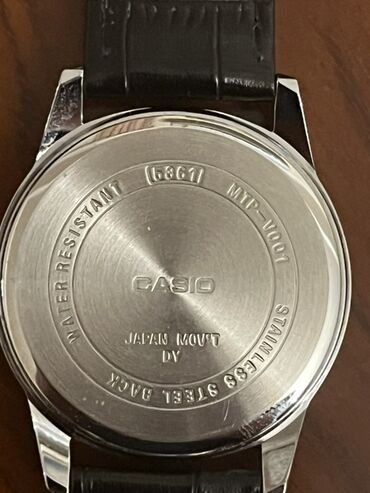 WATER RESISTANT 5361 MTP-V001 STAINLESS STEEL BACK
CASIO
JAPAN MOV'T
DY